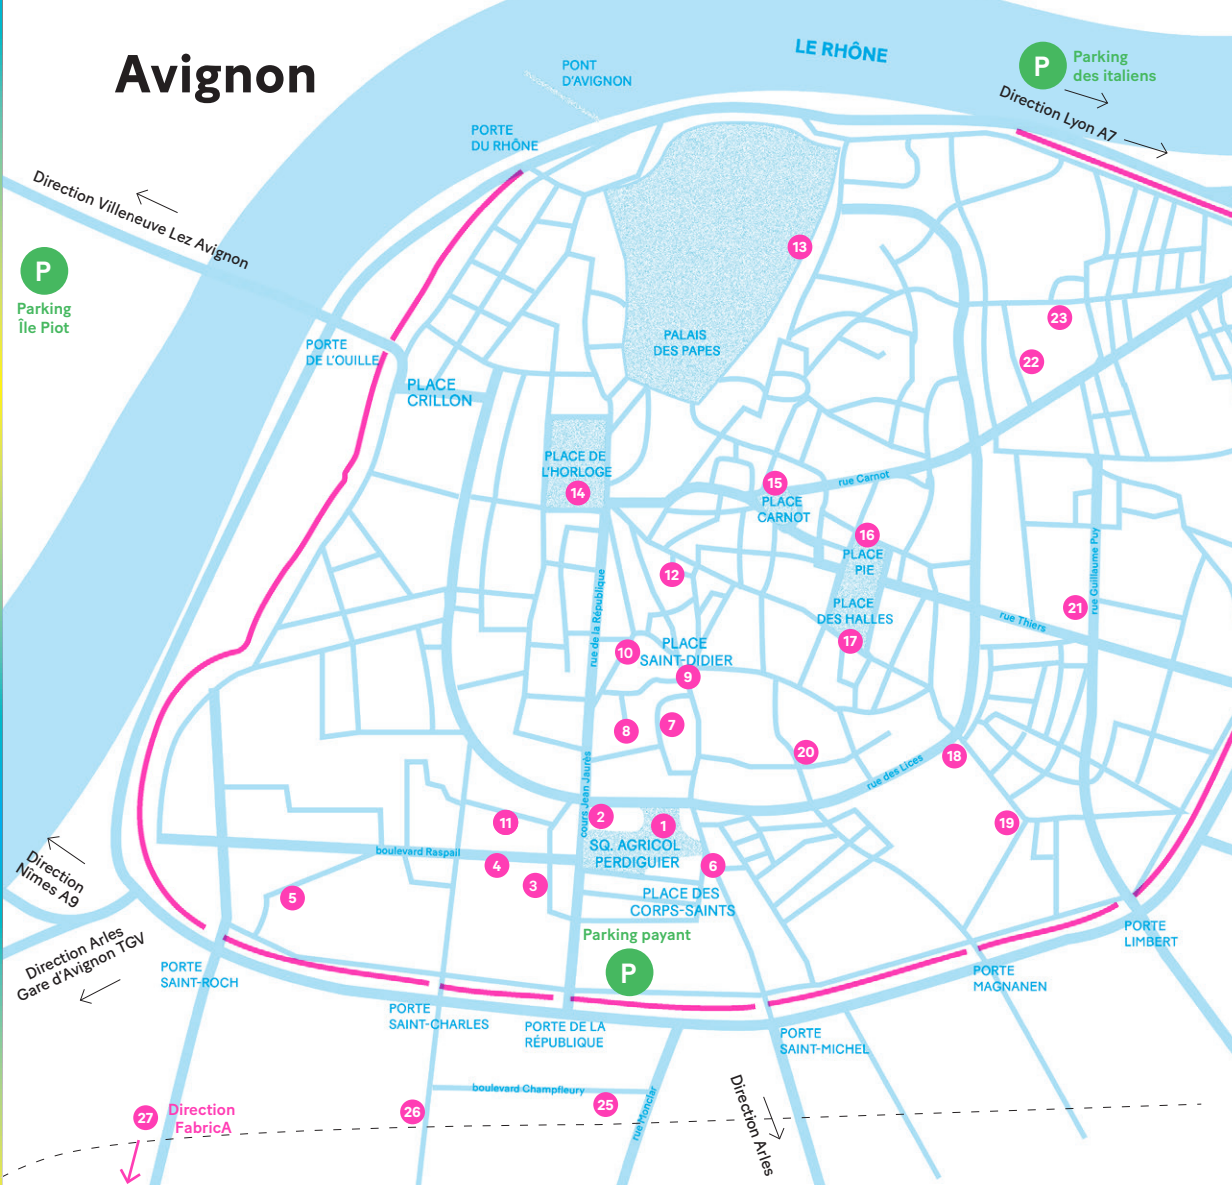 LE RHÔNE
P
Parking
des italiens
Avignon
PONT
D'AVIGNON
Direction Lyon A7
PORTE
DU RHÔNE
Direction Villeneuve Lez Avignon
13
P
Parking
Île Piot
23
PORTE
DE L'OUILLE
PALAIS
DES PAPES
22
PLACE
CRILLON
PLACE DE
L'HORLOGE
14
15
rue Carnot
PLACE
CARNOT
16
PLACE
PIE
12
rue de la République
rue Guillaume Puy
21
PLACE
DES HALLES
17
rue Thiers
10
PLACE
SAINT-DIDIER
9
7
8
20
18
rue des Lices
cours Jean Jaurès
2
1
11
19
SQ. AGRICOL
PERDIGUIER
boulevard Raspail
4
6
3
5
Direction
Nîmes A9
PLACE DES
CORPS-SAINTS
Parking payant
P
Direction Arles
Gare d'Avignon TGV
PORTE
LIMBERT
PORTE
SAINT-ROCH
PORTE
MAGNANEN
PORTE
SAINT-CHARLES
PORTE DE LA
RÉPUBLIQUE
PORTE
SAINT-MICHEL
boulevard Champfleury
25
26
rue Monclar
27
Direction
FabricA
Direction Arles